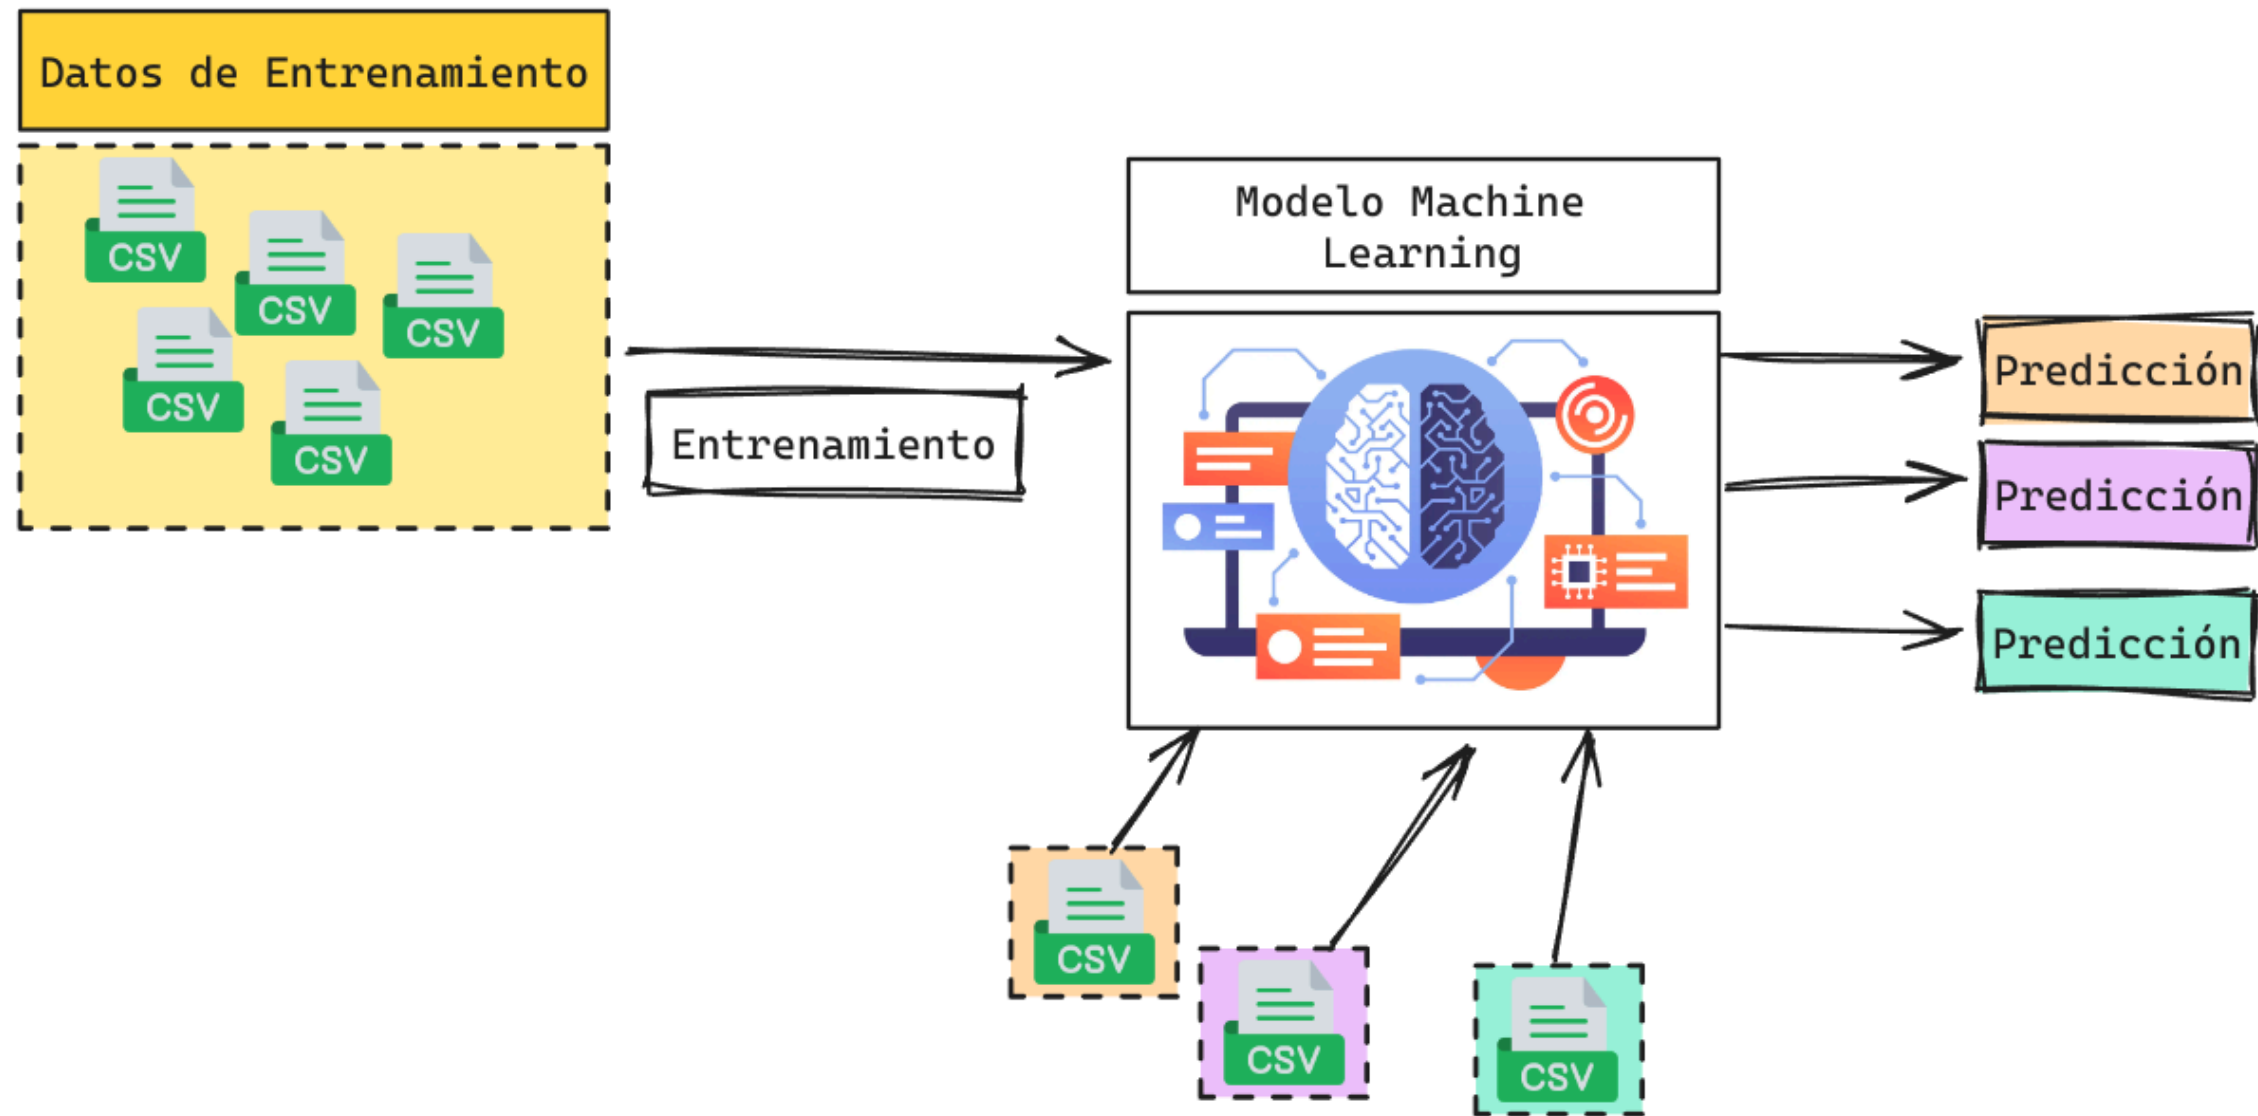 Datos de Entrenamiento
CSV
CSV
CSV
CSV
CSV
Entrenamiento
Modelo Machine
Learning
Predicción
Predicción
Predicción
CSV
CSV
CSV